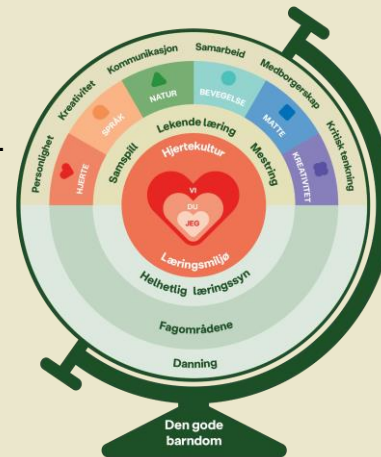 Personlighet
Kreativitet
Kommunikasjon
Samarbeid
Medborgerskap
Kritisk tenkning
HJERTE
SPRÅK
NATUR
BEVEGELSE
MATTE
KREATIVITET
Samspill
Lekende læring
Mestring
Hjertekultur
VI
DU
JEG
Læringsmiljø
Helhetlig læringssyn
Fagområdene
Danning
Den gode
barndom